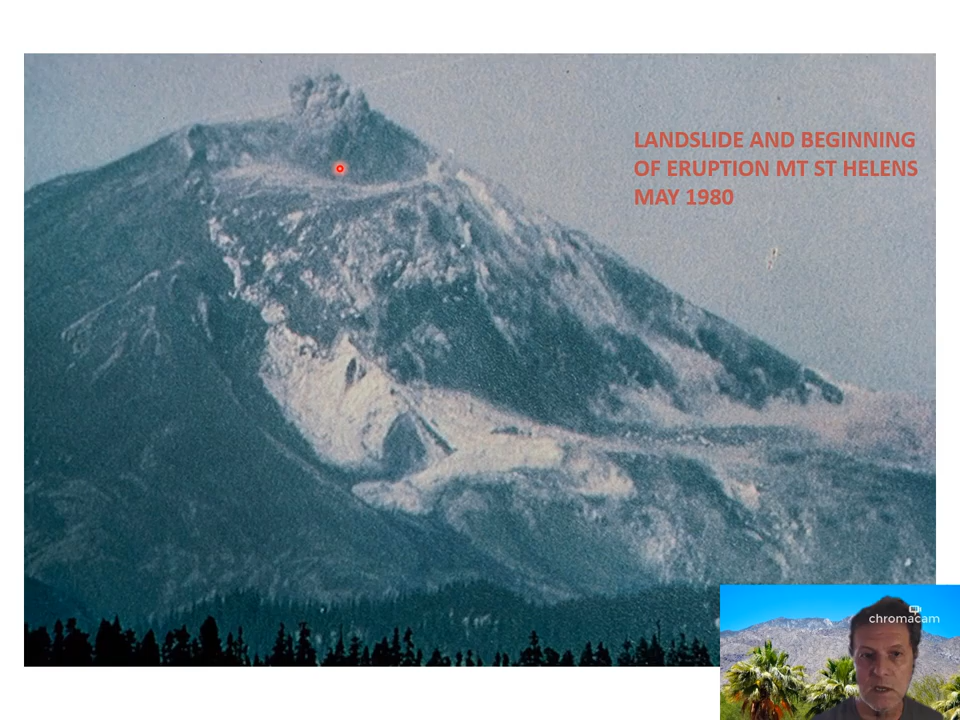 LANDSLIDE AND BEGINNING
OF ERUPTION MT ST HELENS
MAY 1980
chromacam